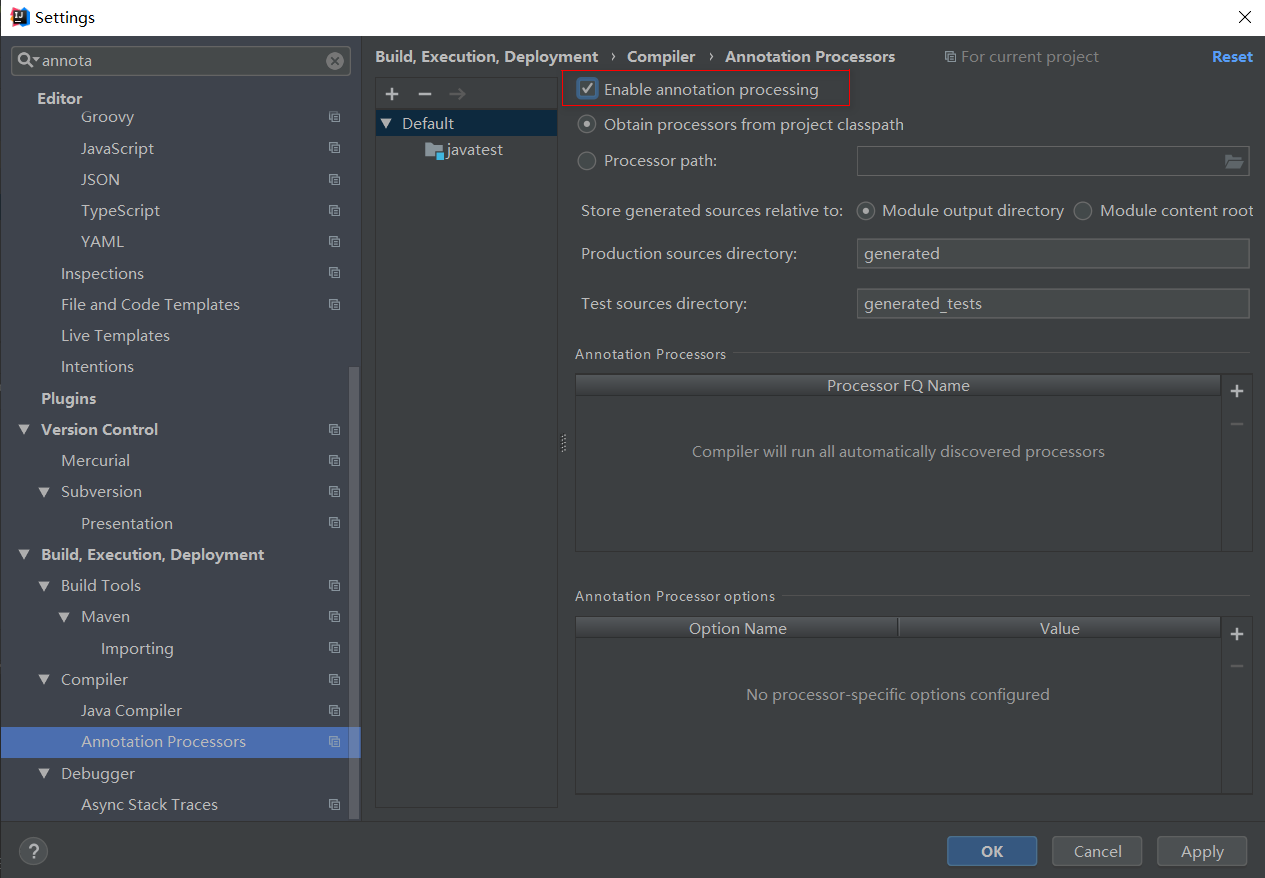 Settings
annota
Editor
Groovy
JavaScript
JSON
TypeScript
YAML
Inspections
File and Code Templates
Live Templates
Intentions
Plugins
Version Control
Mercurial
Subversion
Presentation
Build, Execution, Deployment
Build Tools
Maven
Importing
Compiler
Java Compiler
Annotation Processors
Debugger
Async Stack Traces
Build, Execution, Deployment › Compiler › Annotation Processors For current project Reset
Default
javatest
Enable annotation processing
Obtain processors from project classpath
Processor path:
Store generated sources relative to: Module output directory Module content root
Production sources directory: generated
Test sources directory: generated_tests
Annotation Processors
Processor FQ Name
Compiler will run all automatically discovered processors
Annotation Processor options
Option Name Value
No processor-specific options configured
? OK Cancel Apply